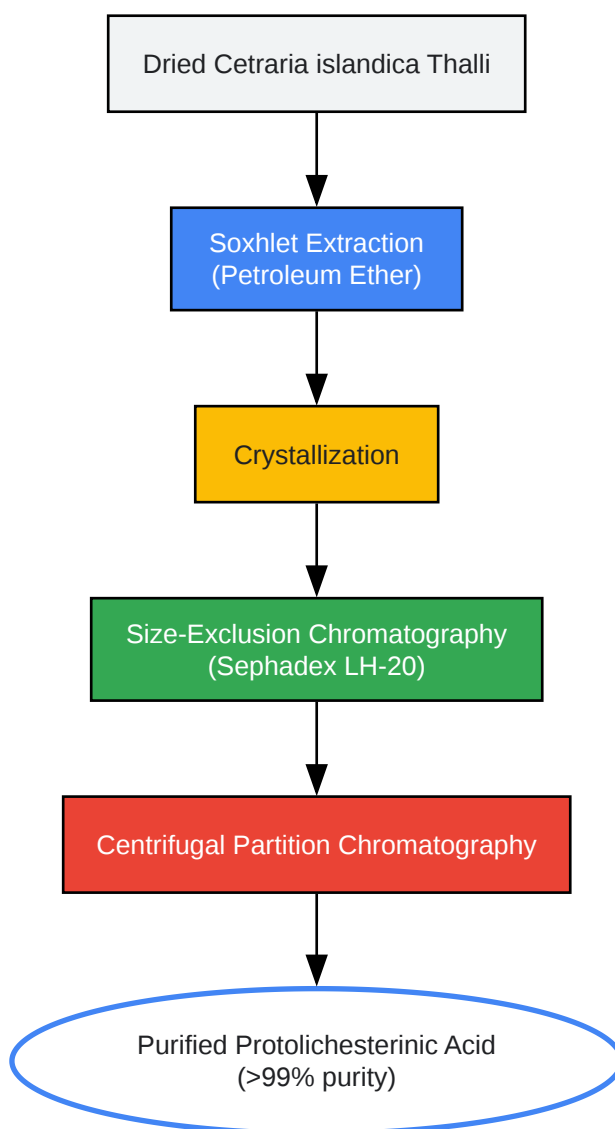 Dried Cetraria islandica Thalli
Soxhlet Extraction
(Petroleum Ether)
Crystallization
Size-Exclusion Chromatography
(Sephadex LH-20)
Centrifugal Partition Chromatography
Purified Protolichesterinic Acid
(>99% purity)